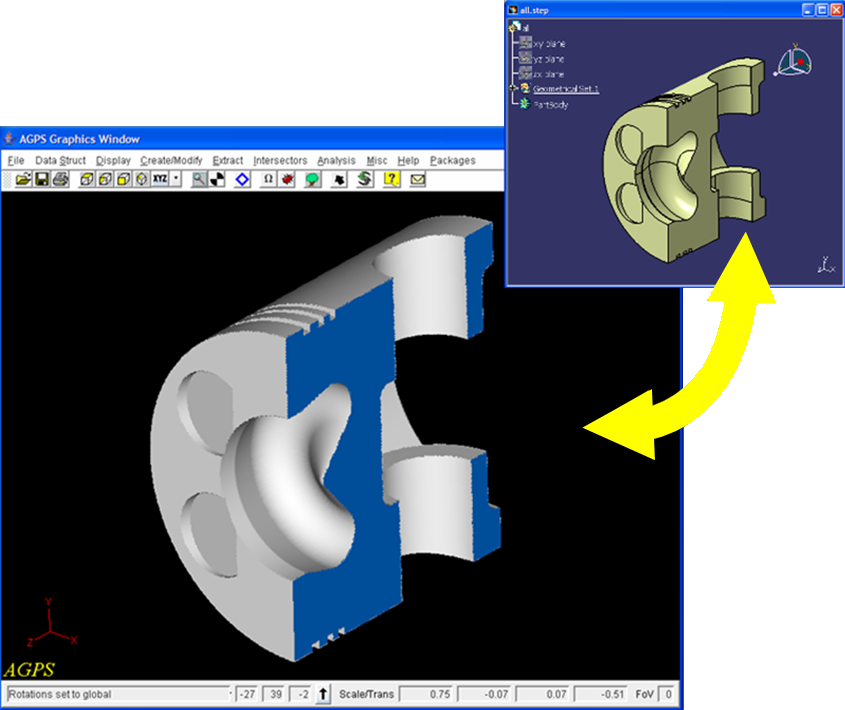 all.step
xy plane
yz plane
zx plane
Geometrical Set.1
PartBody
Y
X
AGPS Graphics Window
File Data Struct Display Create/Modify Extract Intersectors Analysis Misc Help Packages
XYZ Ω ?
Y
Z X
AGPS
Rotations set to global -27 39 -2 Scale/Trans 0.75 -0.07 0.07 -0.51 FoV 0